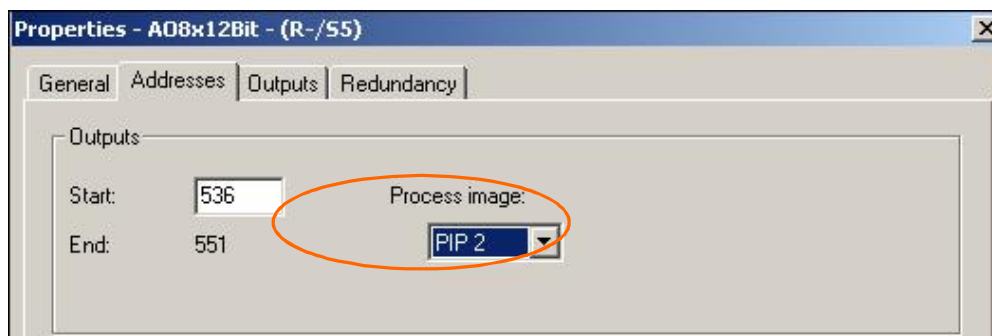 Properties - AO8x12Bit - (R-/S5)
General Addresses Outputs Redundancy
Outputs
Start: 536 Process image:
End: 551 PIP 2